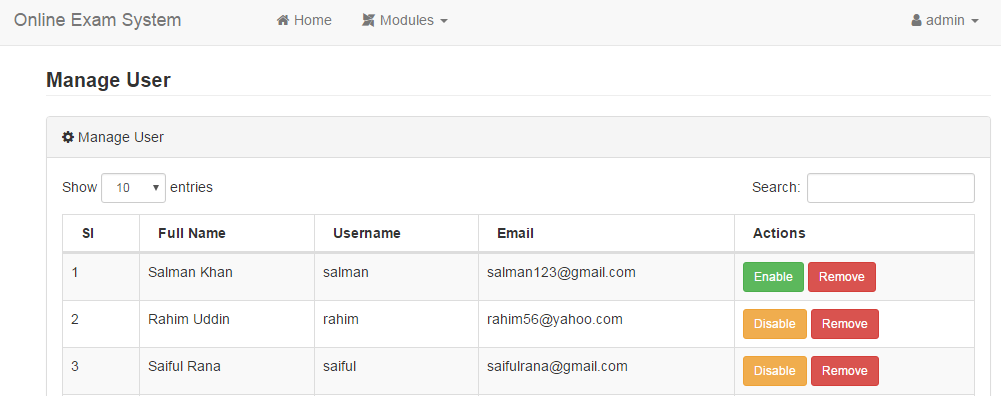 Online Exam System Home Modules admin
Manage User
Manage User
Show 10 entries Search:
Sl Full Name Username Email Actions
1 Salman Khan salman salman123@gmail.com Enable Remove
2 Rahim Uddin rahim rahim56@yahoo.com Disable Remove
3 Saiful Rana saiful saifulrana@gmail.com Disable Remove